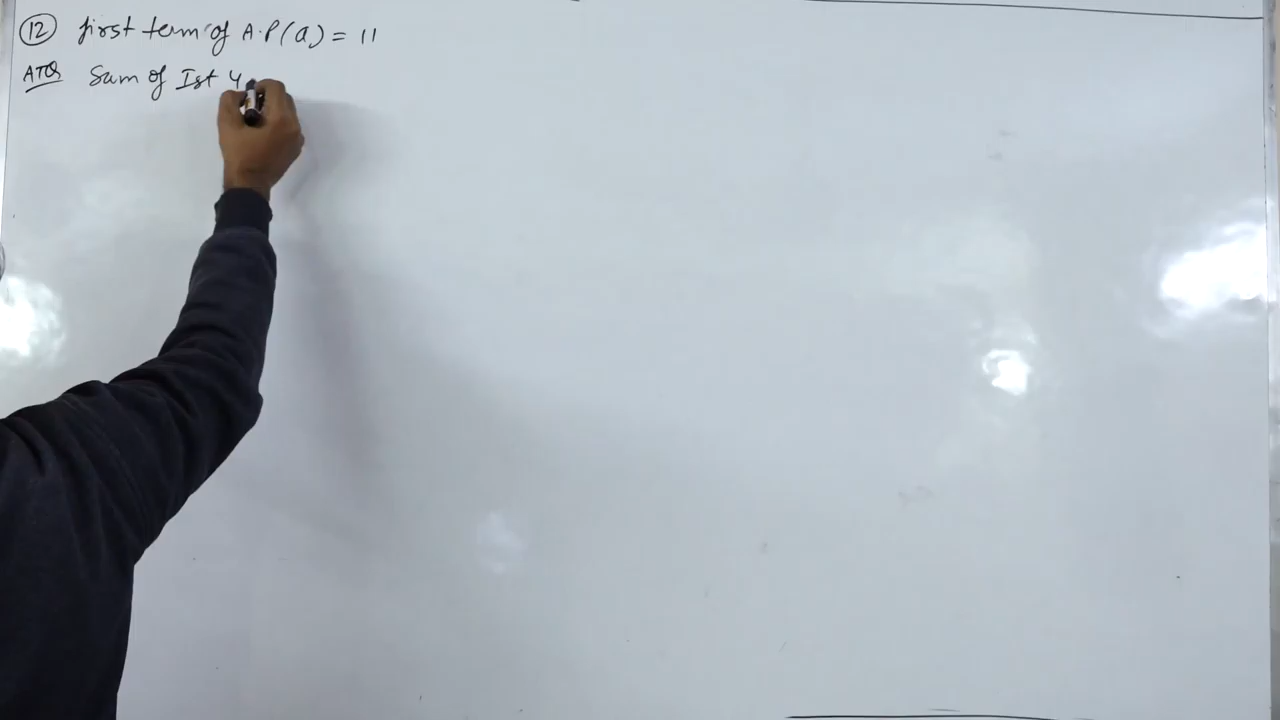 12 first term of A.P(a) = 11
ATQ Sum of Ist 4